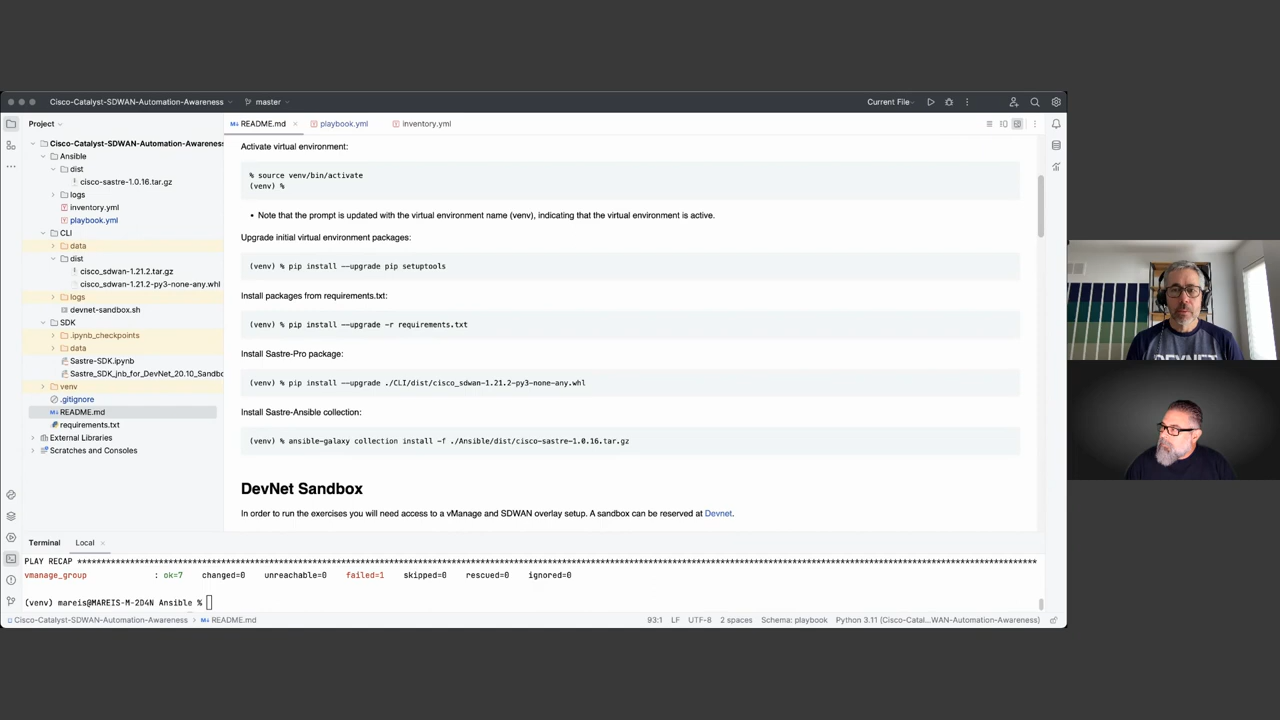 Cisco-Catalyst-SDWAN-Automation-Awareness
master
Current File
Project
README.md
playbook.yml
inventory.yml
Cisco-Catalyst-SDWAN-Automation-Awareness
Ansible
dist
cisco-sastre-1.0.16.tar.gz
logs
inventory.yml
playbook.yml
CLI
data
dist
cisco_sdwan-1.21.2.tar.gz
cisco_sdwan-1.21.2-py3-none-any.whl
logs
devnet-sandbox.sh
SDK
.ipynb_checkpoints
data
Sastre-SDK.ipynb
Sastre_SDK_jnb_for_DevNet_20.10_Sandbo
venv
.gitignore
README.md
requirements.txt
External Libraries
Scratches and Consoles
Activate virtual environment:
% source venv/bin/activate
(venv) %
• Note that the prompt is updated with the virtual environment name (venv), indicating that the virtual environment is active.
Upgrade initial virtual environment packages:
(venv) % pip install --upgrade pip setuptools
Install packages from requirements.txt:
(venv) % pip install --upgrade -r requirements.txt
Install Sastre-Pro package:
(venv) % pip install --upgrade ./CLI/dist/cisco_sdwan-1.21.2-py3-none-any.whl
Install Sastre-Ansible collection:
(venv) % ansible-galaxy collection install -f ./Ansible/dist/cisco-sastre-1.0.16.tar.gz
DevNet Sandbox
In order to run the exercises you will need access to a vManage and SDWAN overlay setup. A sandbox can be reserved at Devnet.
DEVNET
Terminal
Local
PLAY RECAP *****************************************************************************************************************************************************
vmanage_group : ok=7 changed=0 unreachable=0 failed=1 skipped=0 rescued=0 ignored=0
(venv) mareis@MAREIS-M-2D4N Ansible %
Cisco-Catalyst-SDWAN-Automation-Awareness > README.md
93:1 LF UTF-8 2 spaces Schema: playbook Python 3.11 (Cisco-Catal...WAN-Automation-Awareness)